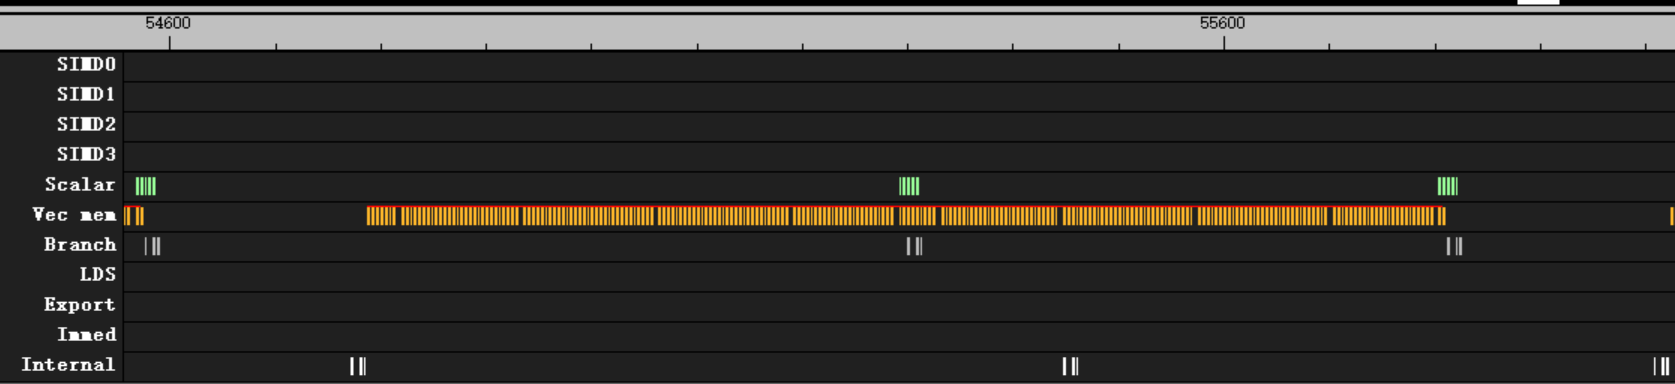 54600 55600
SIMD0
SIMD1
SIMD2
SIMD3
Scalar
Vec mem
Branch
LDS
Export
Immed
Internal